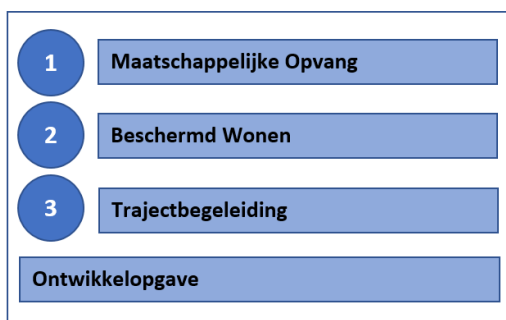 1 Maatschappelijke Opvang
2 Beschermd Wonen
3 Trajectbegeleiding
Ontwikkelopgave